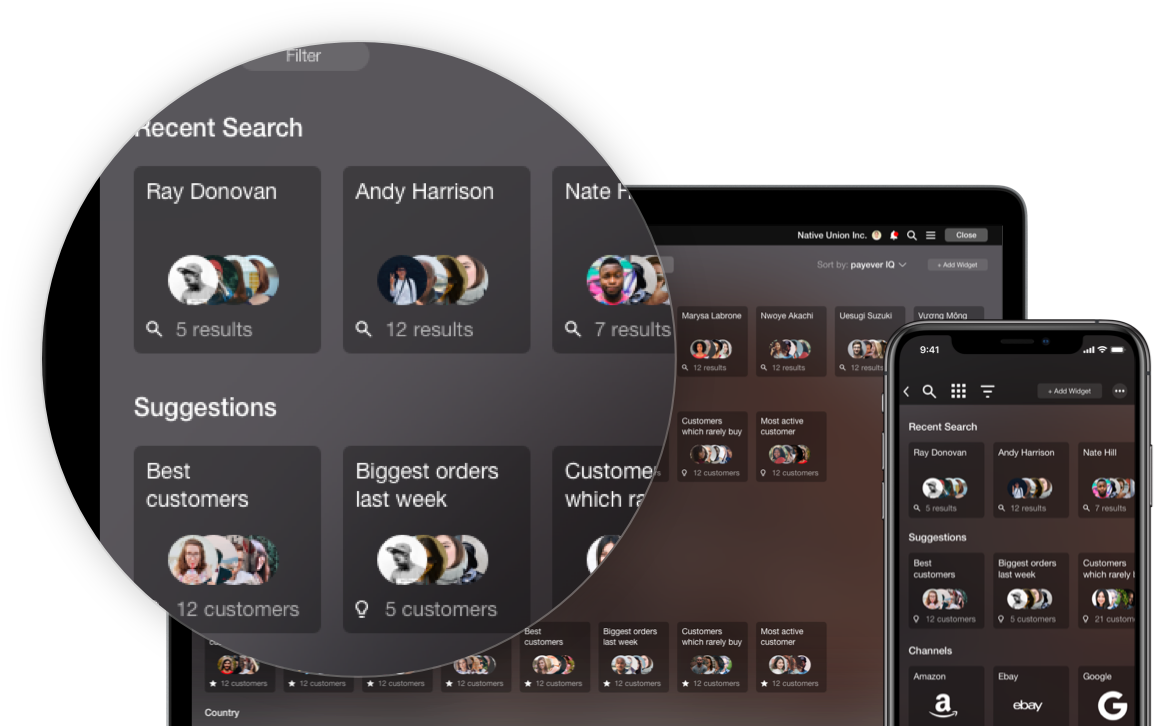 Filter
Recent Search
Ray Donovan
Andy Harrison
Nate H
5 results
12 results
7 results
Suggestions
Best
customers
Biggest orders
last week
Custome
which ra
12 customers
5 customers
Native Union Inc.
Close
Sort by: payever IQ
+ Add Widget
Marysa Labrone
Nwoye Akachi
Uesugi Suzuki
Vương Mông
12 results
12 results
12 results
Customers
which rarely buy
Most active
customer
12 customers
12 customers
Best
customers
Biggest orders
last week
Customers
which rarely buy
Most active
customer
12 customers
12 customers
12 customers
12 customers
12 customers
12 customers
12 customers
12 customers
Country
9:41
+ Add Widget
Recent Search
Ray Donovan
Andy Harrison
Nate Hill
5 results
12 results
7 results
Suggestions
Best
customers
Biggest orders
last week
Customers
which rarely
12 customers
5 customers
21 custom
Channels
Amazon
Ebay
Google
a
ebay
G